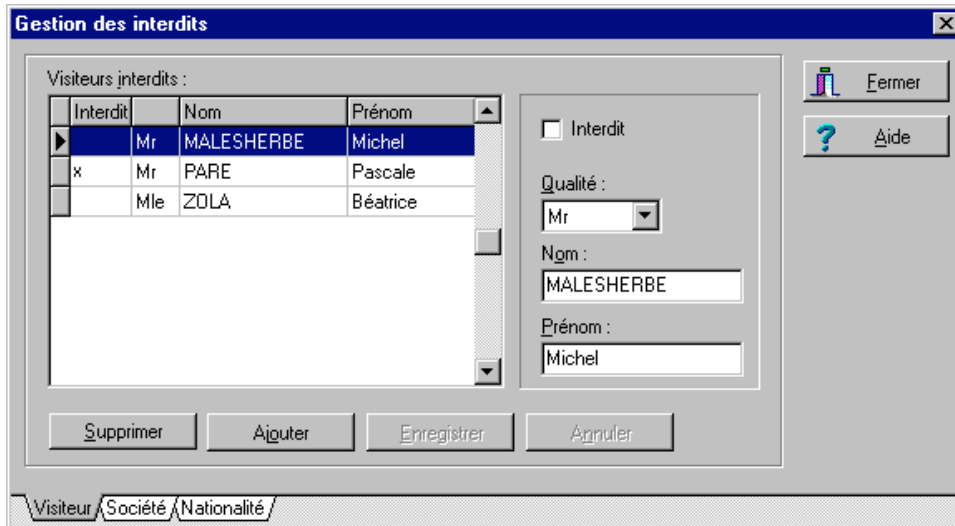 Gestion des interdits
Visiteurs interdits :
Interdit Nom Prénom
Mr MALESHERBE Michel
x Mr PARE Pascale
Mle ZOLA Béatrice
Interdit
Qualité :
Mr
Nom :
MALESHERBE
Prénom :
Michel
Fermer
Aide
Supprimer Ajouter Enregistrer Annuler
Visiteur Société Nationalité